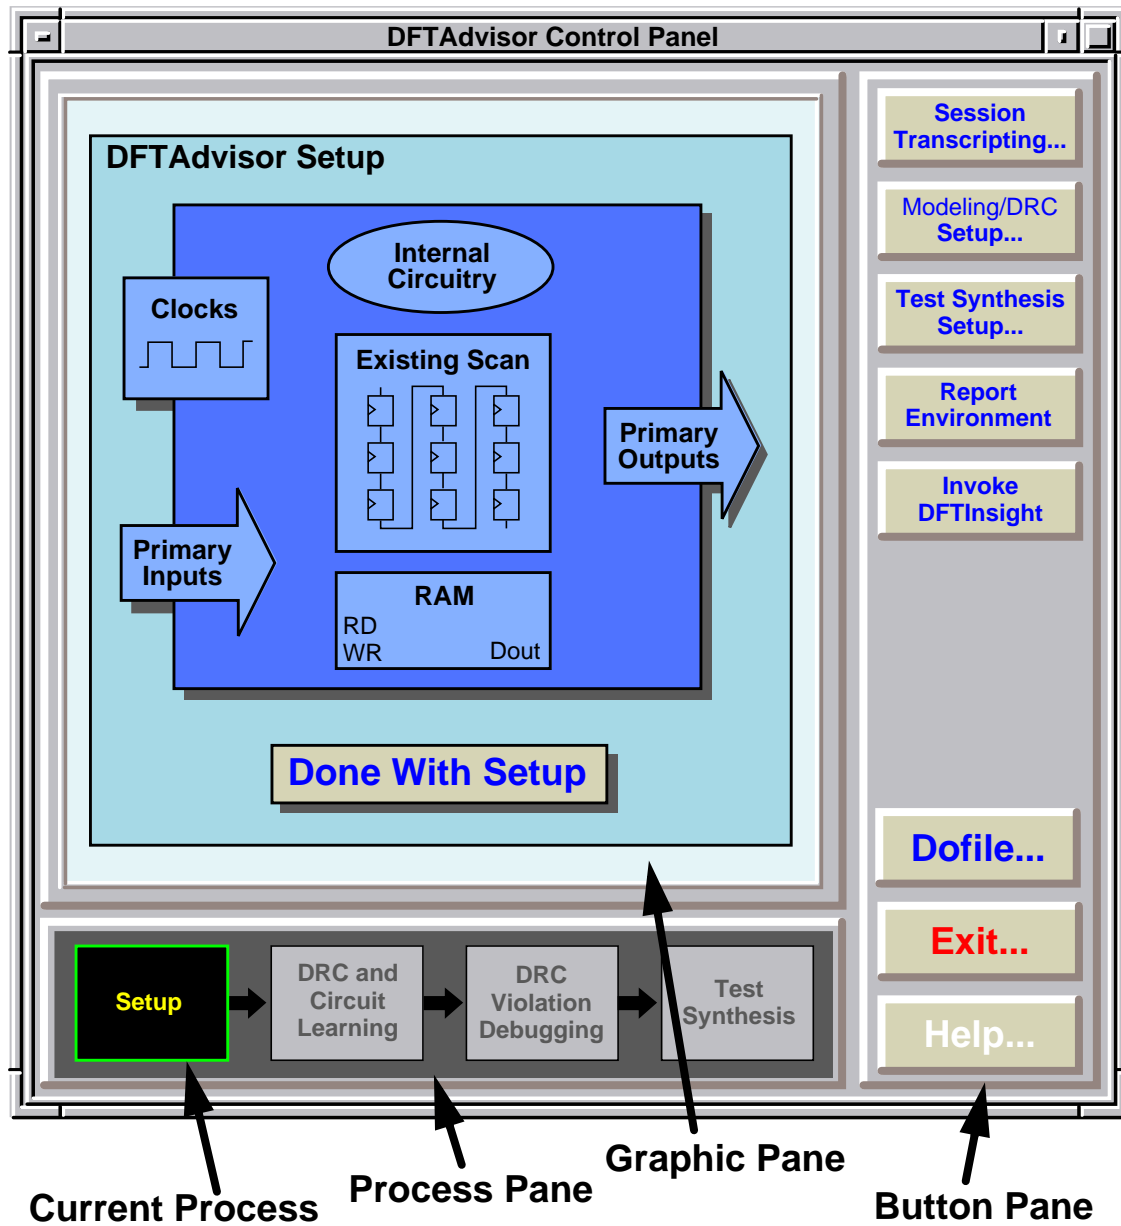 DFTAdvisor Control Panel
DFTAdvisor Setup
Internal
Circuitry
Clocks
Existing Scan
Primary
Outputs
Primary
Inputs
RAM
RD
WR
Dout
Done With Setup
Session
Transcripting...
Modeling/DRC
Setup...
Test Synthesis
Setup...
Report
Environment
Invoke
DFTInsight
Dofile...
Exit...
Help...
Setup
DRC and
Circuit
Learning
DRC
Violation
Debugging
Test
Synthesis
Graphic Pane
Process Pane
Current Process
Button Pane